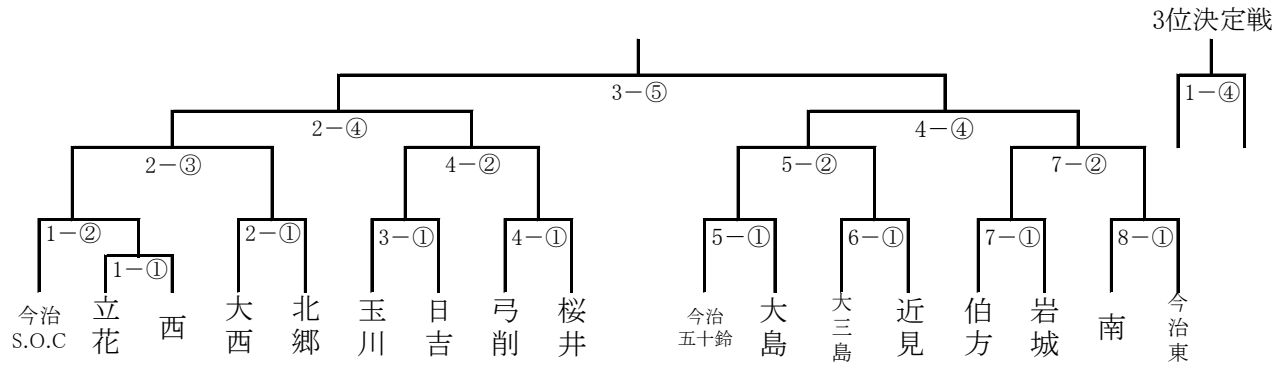 3位決定戦
3－⑤
1－④
2－④
4－④
2－③
4－②
5－②
7－②
1－②
2－①
3－①
4－①
5－①
6－①
7－①
8－①
1－①
今治
S.O.C
立花
西
大西
北郷
玉川
日吉
弓削
桜井
今治
五十鈴
大島
大三島
近見
伯方
岩城
南
今治東